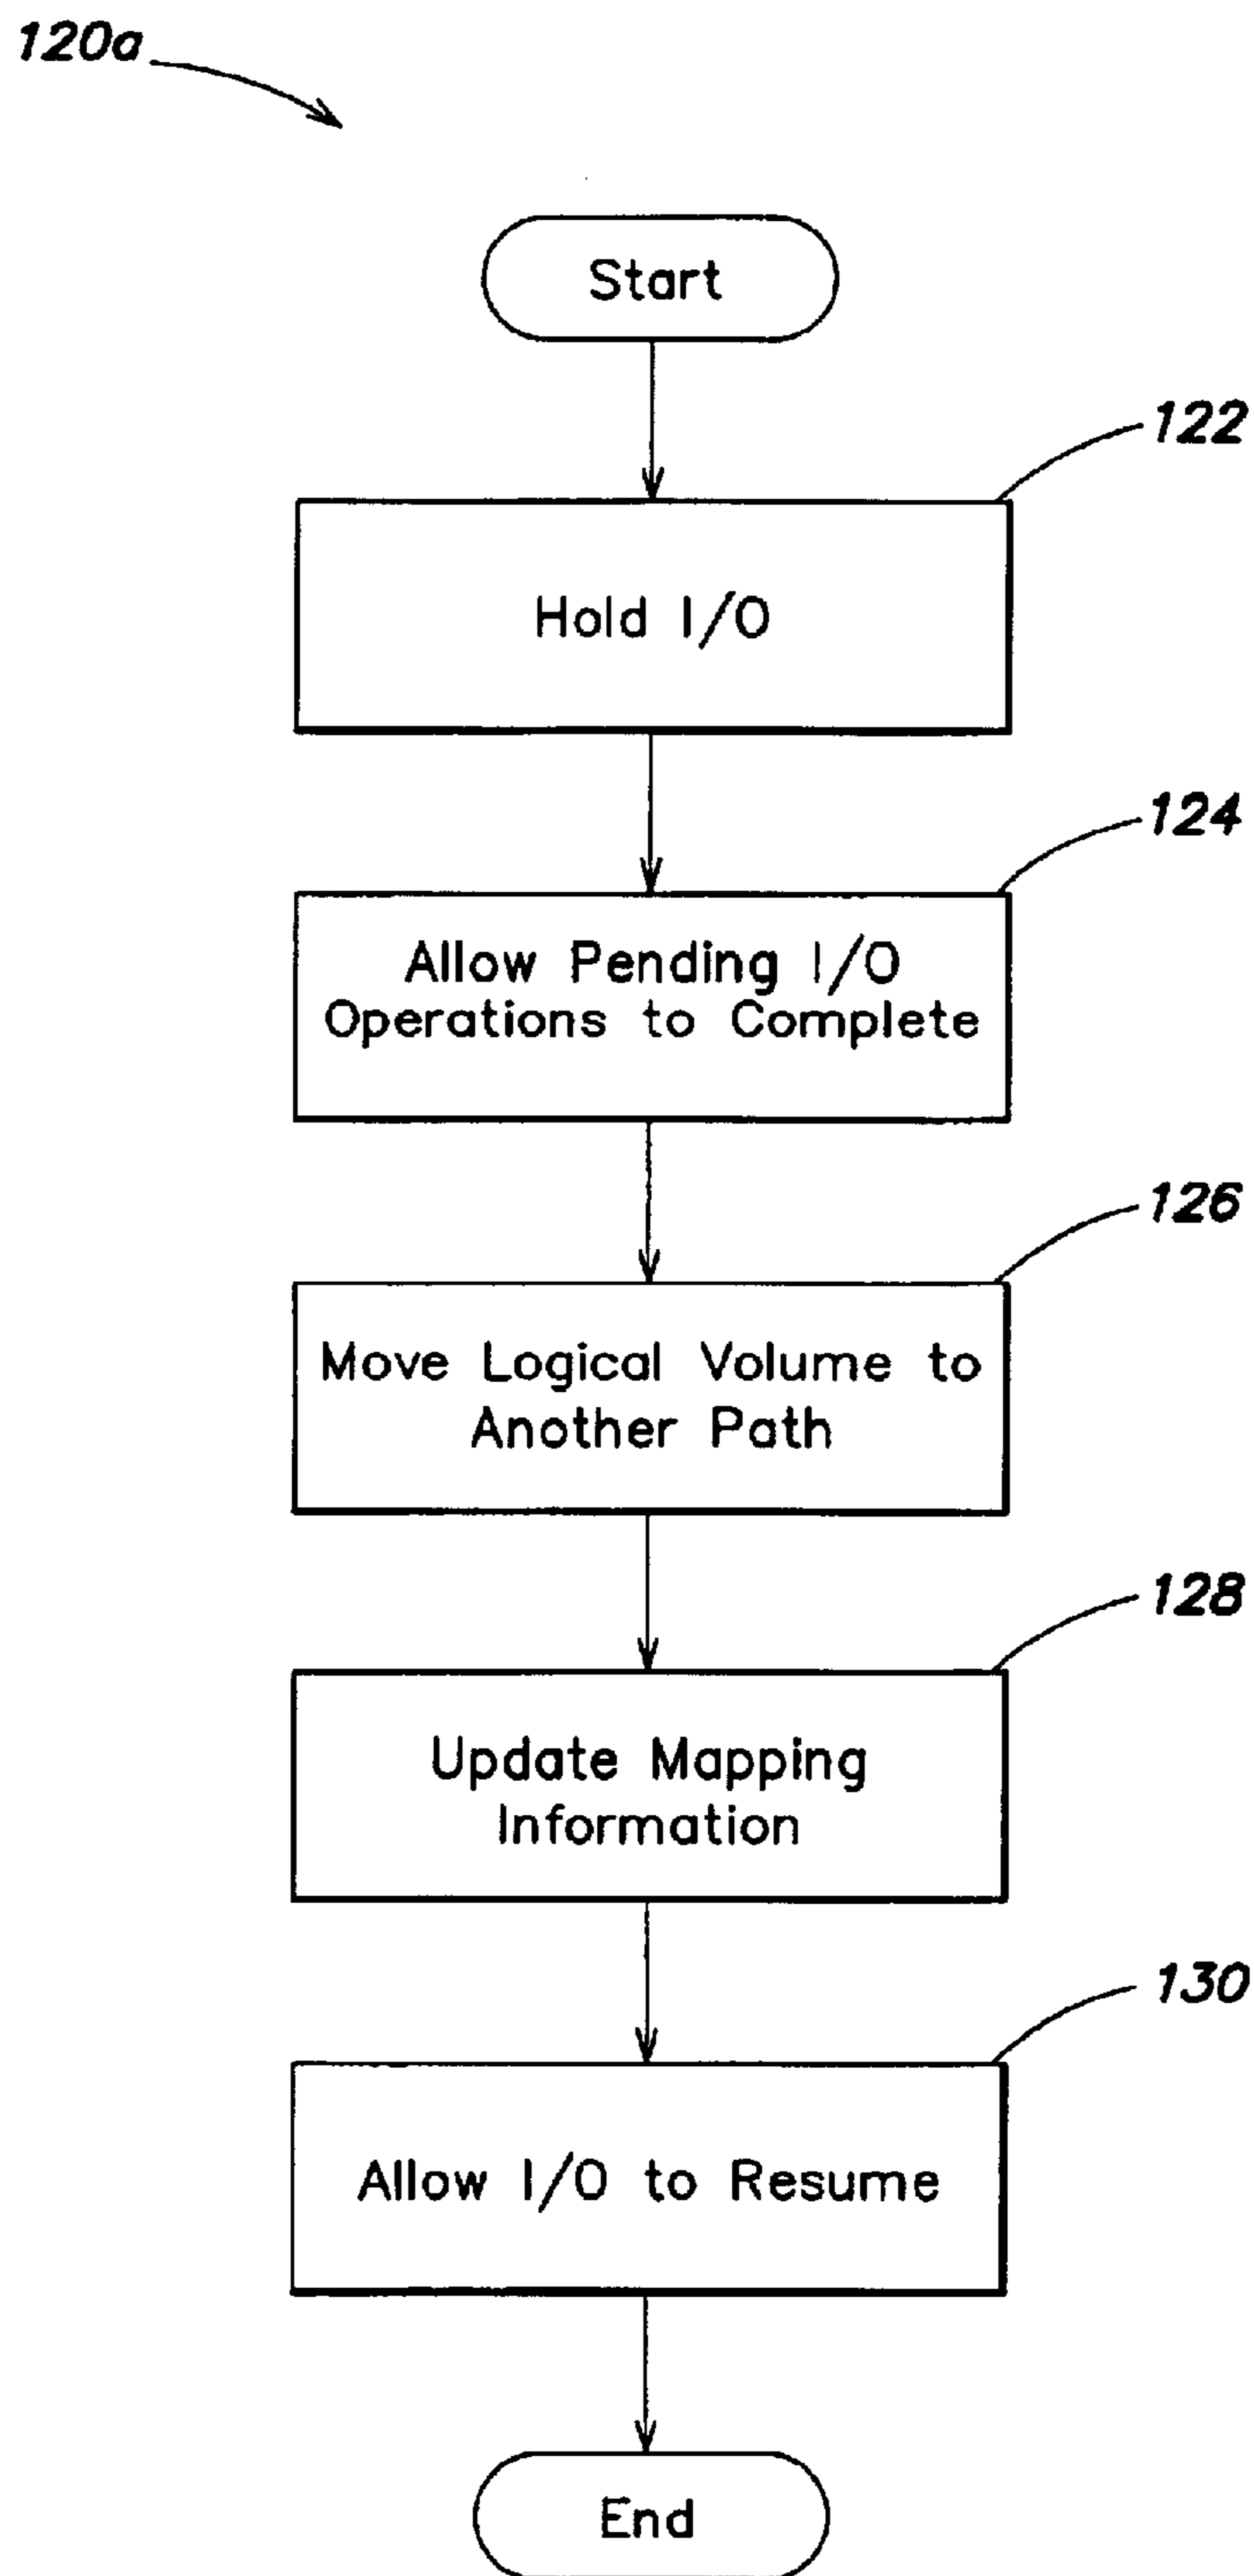 120a
Start
122
Hold I/O
124
Allow Pending I/O
Operations to Complete
126
Move Logical Volume to
Another Path
128
Update Mapping
Information
130
Allow I/O to Resume
End